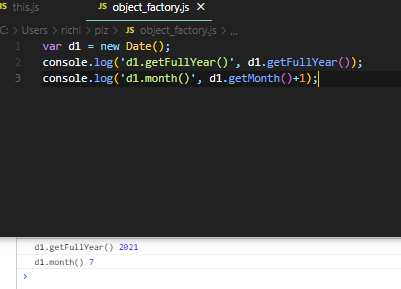 JS this.js JS object_factory.js ×
C: > Users > richi > plz > JS object_factory.js > ...
1 var d1 = new Date();
2 console.log('d1.getFullYear()', d1.getFullYear());
3 console.log('d1.month()', d1.getMonth()+1);
d1.getFullYear() 2021
d1.month() 7
>